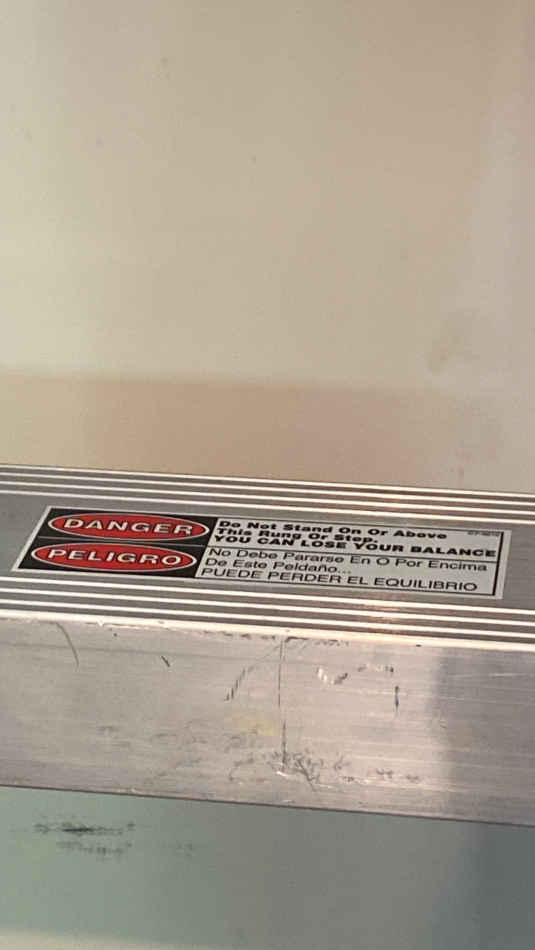 DANGER
Do Not Stand On Or Above
This Rung Or Step.
YOU CAN LOSE YOUR BALANCE
PELIGRO
No Debe Pararse En O Por Encima
De Este Peldaño...
PUEDE PERDER EL EQUILIBRIO